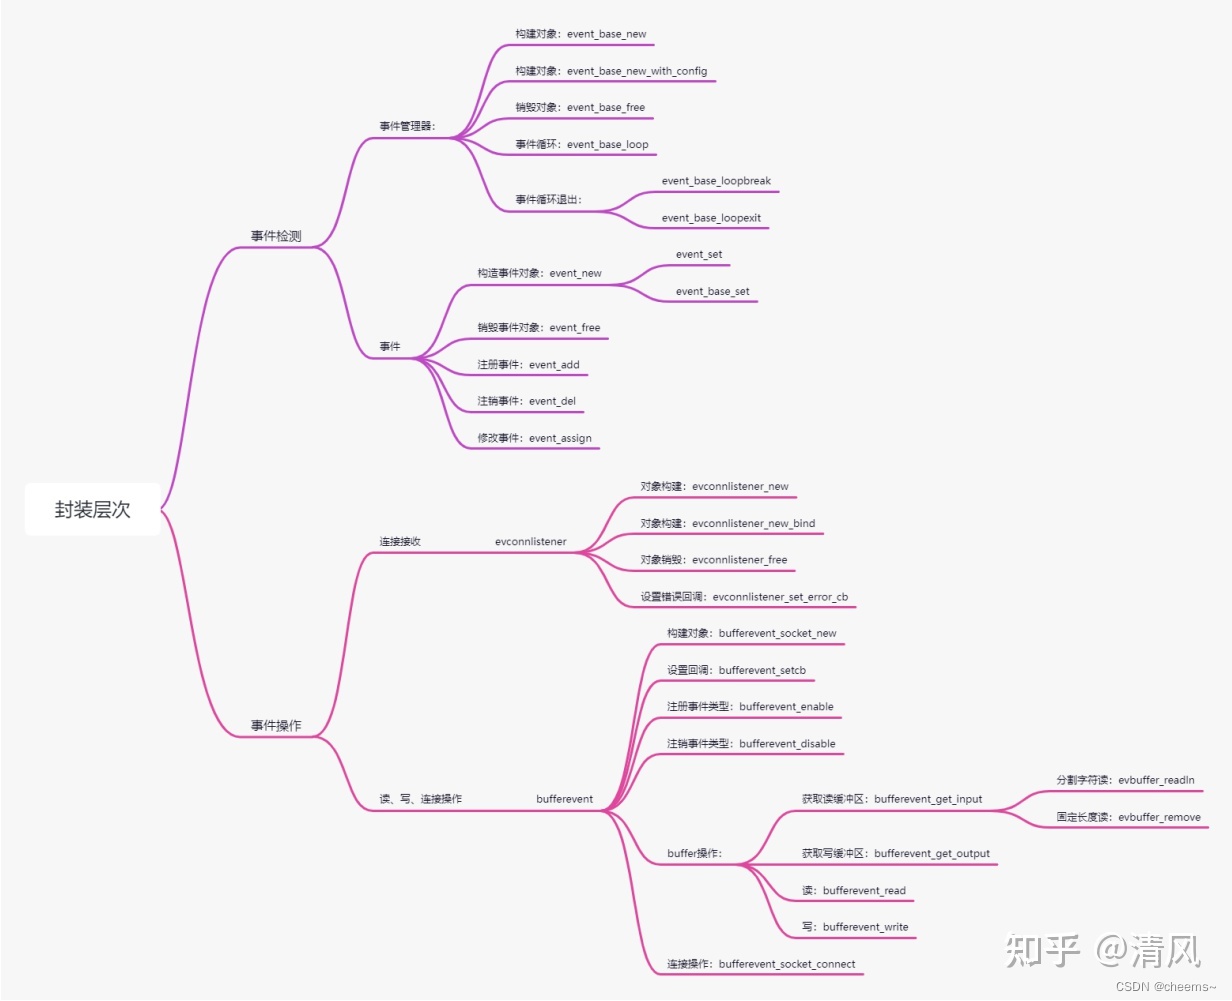 封装层次
事件检测
事件管理器：
构建对象：event_base_new
构建对象：event_base_new_with_config
销毁对象：event_base_free
事件循环：event_base_loop
事件循环退出：
event_base_loopbreak
event_base_loopexit
事件
构造事件对象：event_new
event_set
event_base_set
销毁事件对象：event_free
注册事件：event_add
注销事件：event_del
修改事件：event_assign
事件操作
连接接收
evconnlistener
对象构建：evconnlistener_new
对象构建：evconnlistener_new_bind
对象销毁：evconnlistener_free
设置错误回调：evconnlistener_set_error_cb
读、写、连接操作
bufferevent
构建对象：bufferevent_socket_new
设置回调：bufferevent_setcb
注册事件类型：bufferevent_enable
注销事件类型：bufferevent_disable
buffer操作：
获取读缓冲区：bufferevent_get_input
分割字符读：evbuffer_readln
固定长度读：evbuffer_remove
获取写缓冲区：bufferevent_get_output
读：bufferevent_read
写：bufferevent_write
连接操作：bufferevent_socket_connect
知乎 @清风
CSDN @cheems~